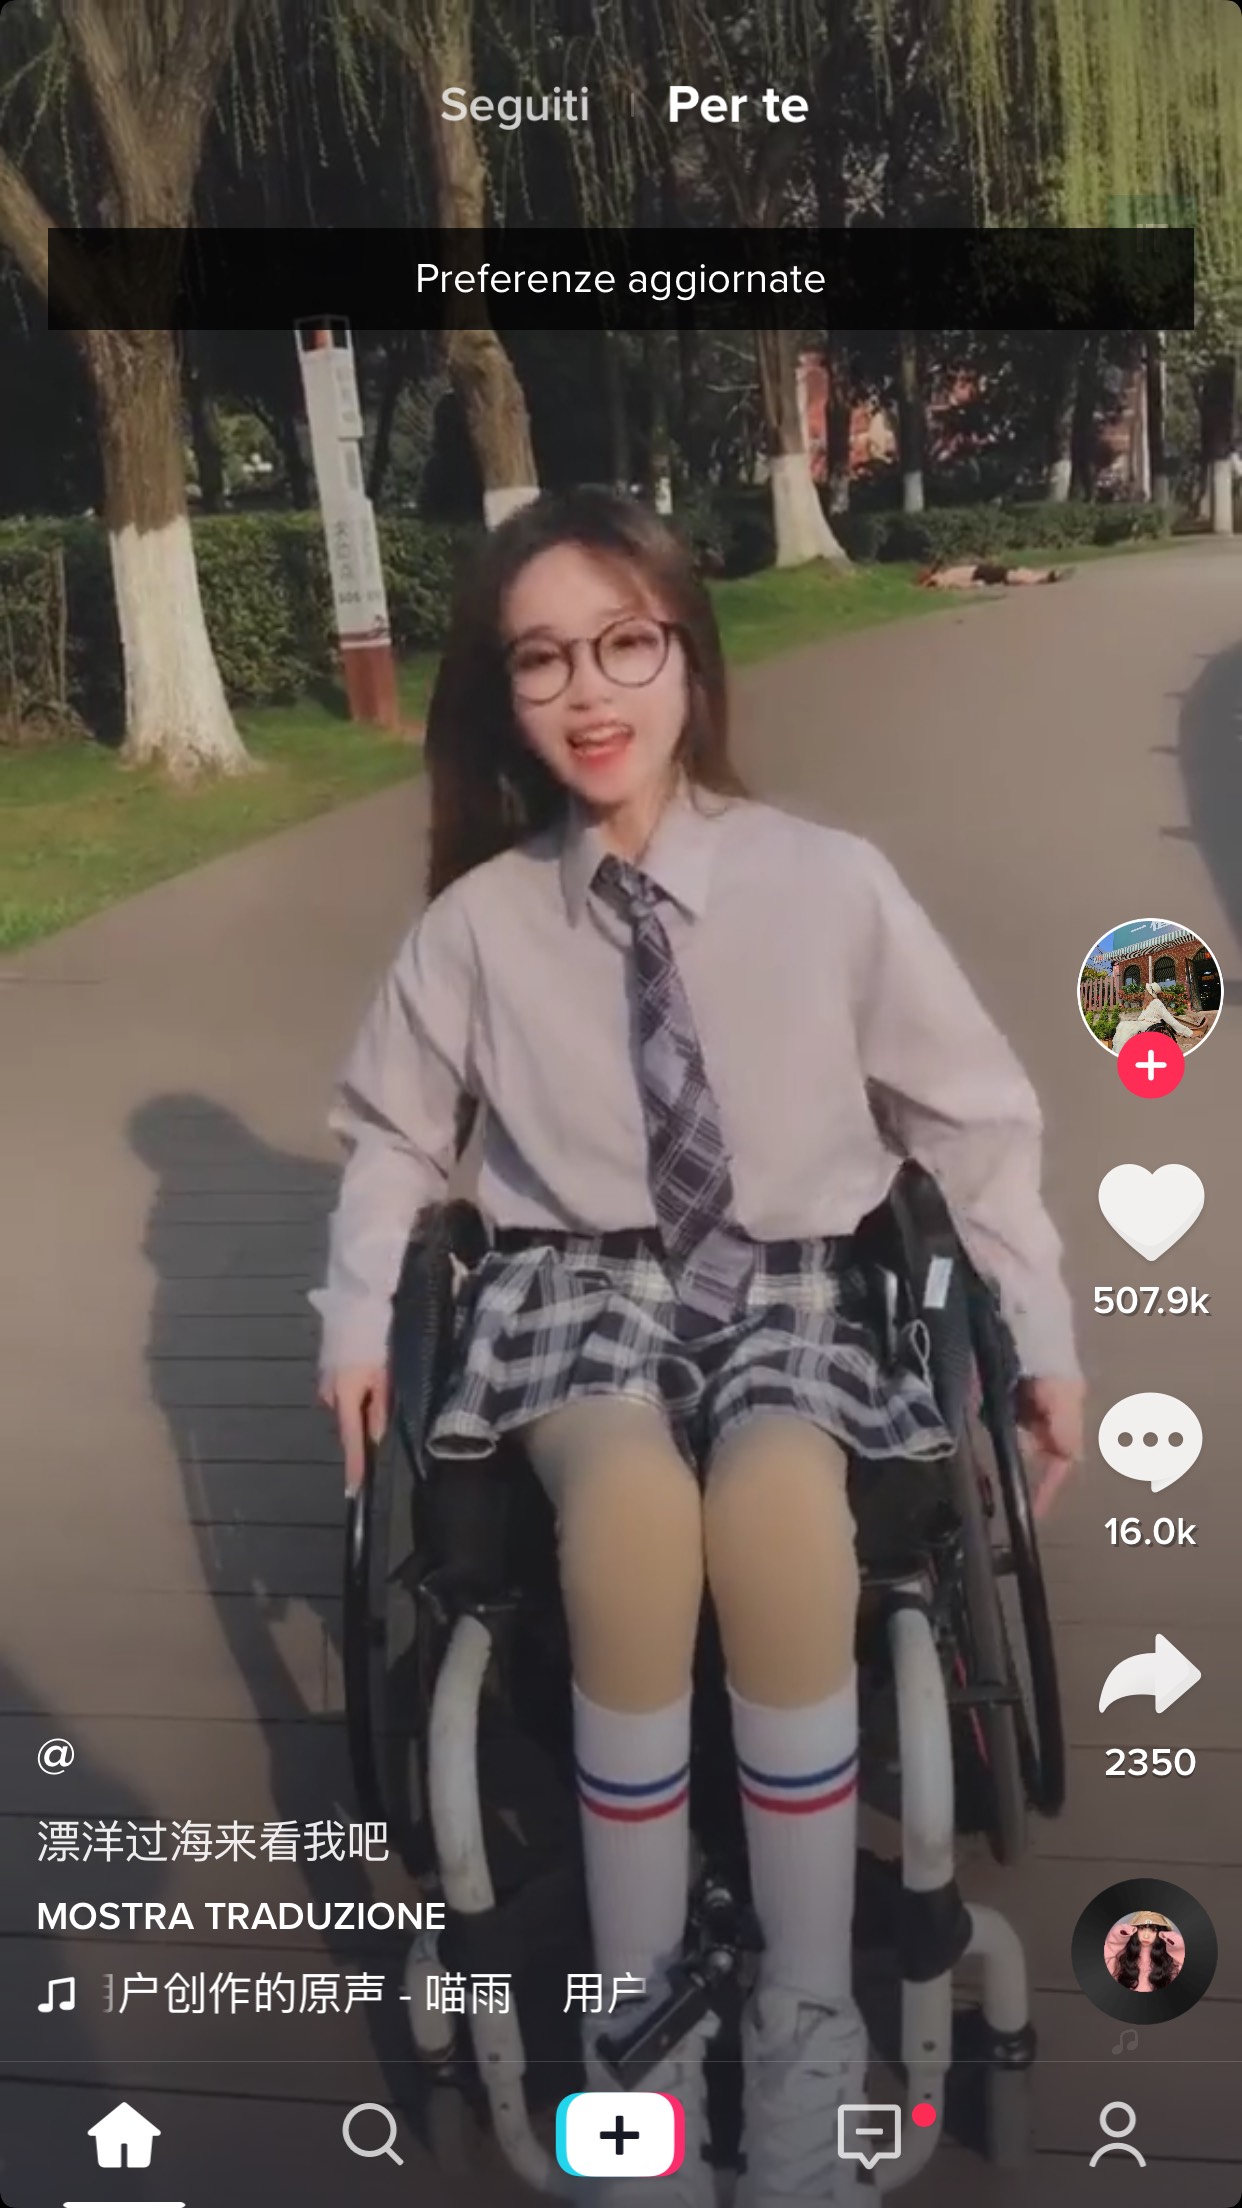 Seguiti
Per te
Preferenze aggiornate
SOS
507.9k
16.0k
2350
@
漂洋过海来看我吧
MOSTRA TRADUZIONE
户创作的原声 - 喵雨 用户